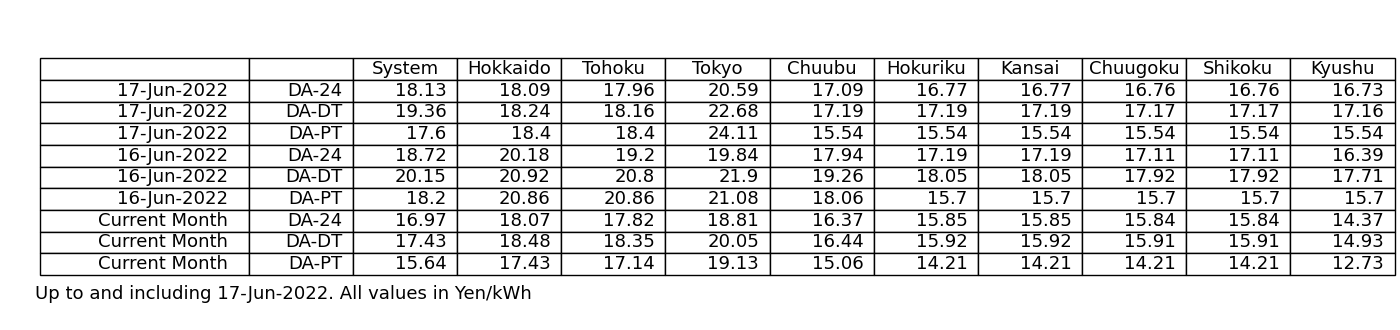 System Hokkaido Tohoku Tokyo Chuubu Hokuriku Kansai Chuugoku Shikoku Kyushu
17-Jun-2022 DA-24 18.13 18.09 17.96 20.59 17.09 16.77 16.77 16.76 16.76 16.73
17-Jun-2022 DA-DT 19.36 18.24 18.16 22.68 17.19 17.19 17.19 17.17 17.17 17.16
17-Jun-2022 DA-PT 17.6 18.4 18.4 24.11 15.54 15.54 15.54 15.54 15.54 15.54
16-Jun-2022 DA-24 18.72 20.18 19.2 19.84 17.94 17.19 17.19 17.11 17.11 16.39
16-Jun-2022 DA-DT 20.15 20.92 20.8 21.9 19.26 18.05 18.05 17.92 17.92 17.71
16-Jun-2022 DA-PT 18.2 20.86 20.86 21.08 18.06 15.7 15.7 15.7 15.7 15.7
Current Month DA-24 16.97 18.07 17.82 18.81 16.37 15.85 15.85 15.84 15.84 14.37
Current Month DA-DT 17.43 18.48 18.35 20.05 16.44 15.92 15.92 15.91 15.91 14.93
Current Month DA-PT 15.64 17.43 17.14 19.13 15.06 14.21 14.21 14.21 14.21 12.73
Up to and including 17-Jun-2022. All values in Yen/kWh